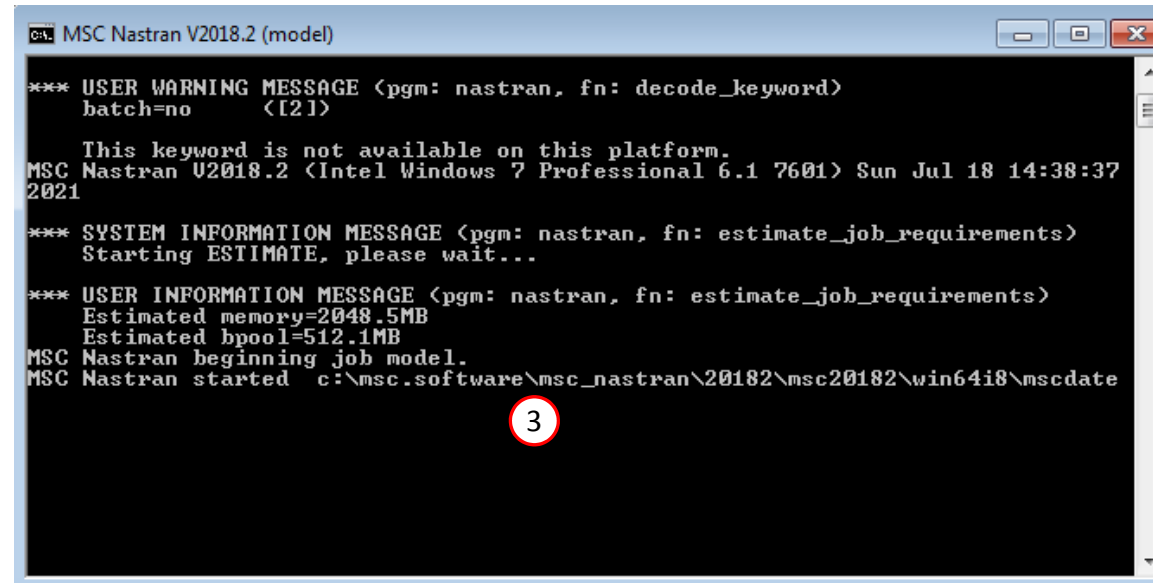 MSC Nastran V2018.2 (model)
*** USER WARNING MESSAGE (pgm: nastran, fn: decode_keyword)
batch=no ([2])
This keyword is not available on this platform.
MSC Nastran V2018.2 (Intel Windows 7 Professional 6.1 7601) Sun Jul 18 14:38:37
2021
*** SYSTEM INFORMATION MESSAGE (pgm: nastran, fn: estimate_job_requirements)
Starting ESTIMATE, please wait...
*** USER INFORMATION MESSAGE (pgm: nastran, fn: estimate_job_requirements)
Estimated memory=2048.5MB
Estimated bpool=512.1MB
MSC Nastran beginning job model.
MSC Nastran started c:\msc.software\msc_nastran\20182\msc20182\win64i8\mscdate
3